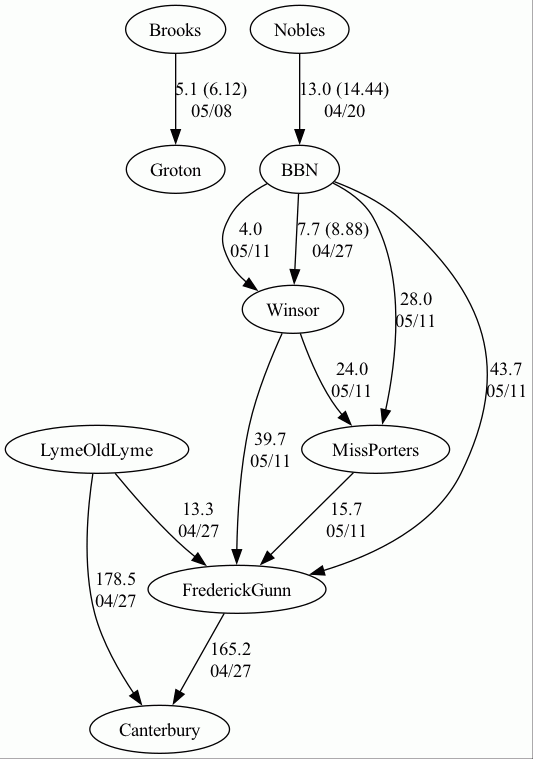 Brooks
Nobles
5.1 (6.12)
05/08
13.0 (14.44)
04/20
Groton
BBN
4.0
05/11
7.7 (8.88)
04/27
Winsor
28.0
05/11
24.0
05/11
43.7
05/11
39.7
05/11
LymeOldLyme
MissPorters
13.3
04/27
15.7
05/11
178.5
04/27
FrederickGunn
165.2
04/27
Canterbury